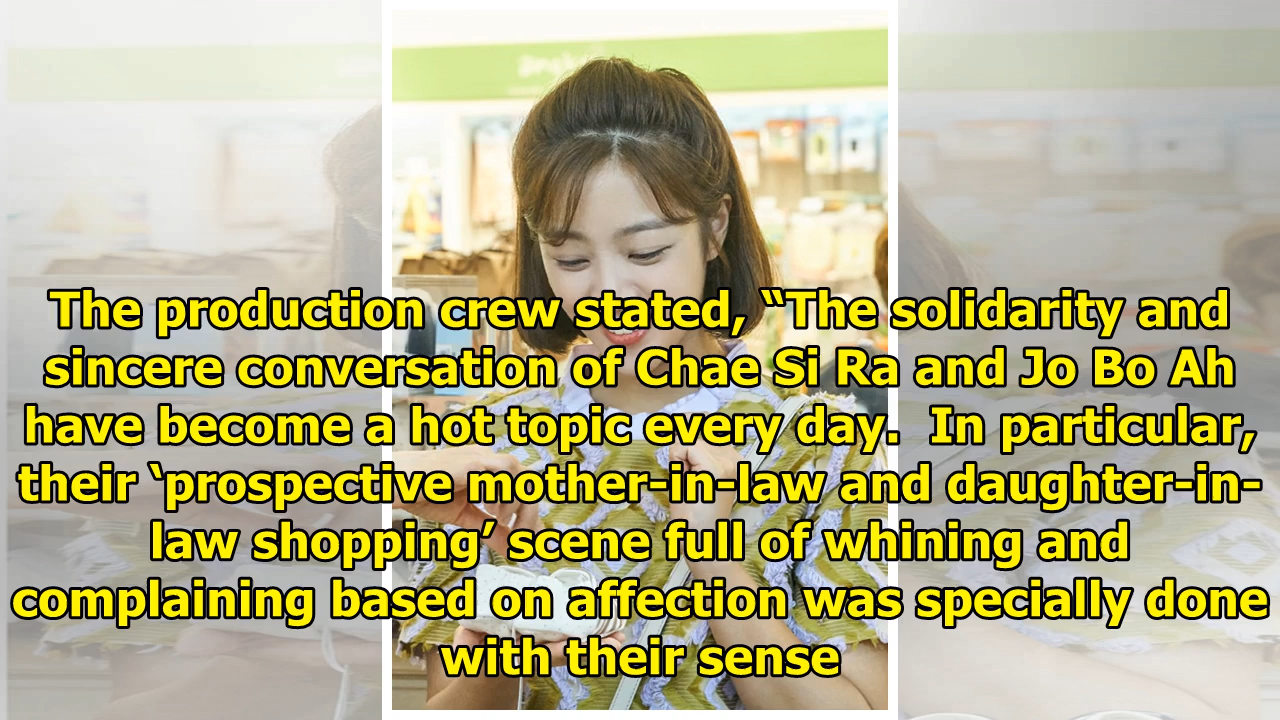 The production crew stated, “The solidarity and
sincere conversation of Chae Si Ra and Jo Bo Ah
have become a hot topic every day.  In particular,
their ‘prospective mother-in-law and daughter-in-
law shopping’ scene full of whining and
complaining based on affection was specially done
with their sense